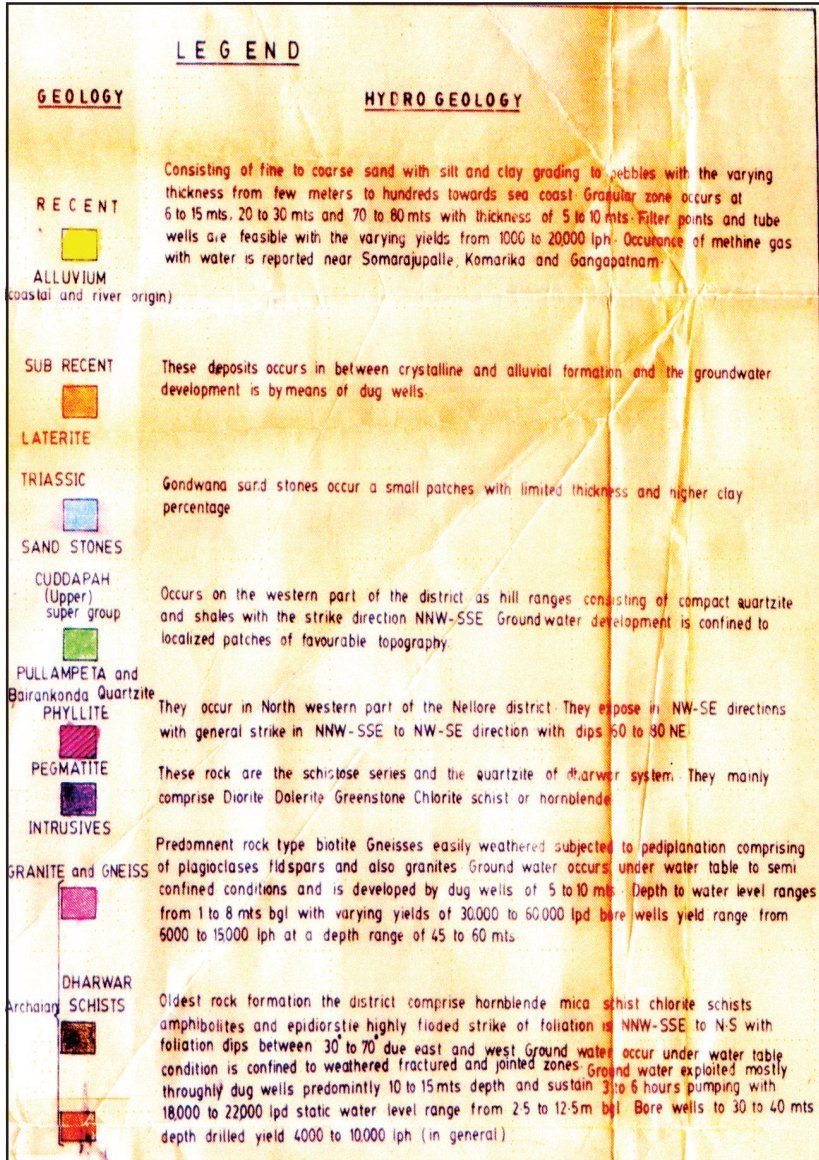 LEGEND
GEOLOGY
HYDRO GEOLOGY
RECENT
ALLUVIUM
(coastal and river origin)
Consisting of fine to coarse sand with silt and clay grading to pebbles with the varying
thickness from few meters to hundreds towards sea coast. Granular zone occurs at
6 to 15 mts, 20 to 30 mts and 70 to 80 mts with thickness of 5 to 10 mts. Filter points and tube
wells are feasible with the varying yields from 1000 to 20,000 lph. Occurance of methine gas
with water is reported near Somarajupalle, Komarika and Gangapatnam.
SUB RECENT
LATERITE
These deposits occurs in between crystalline and alluvial formation and the groundwater
development is by means of dug wells
TRIASSIC
SAND STONES
Gondwana sand stones occur a small patches with limited thickness and higher clay
percentage
CUDDAPAH
(Upper)
super group
PULLAMPETA and
Bairankonda Quartzite
Occurs on the western part of the district as hill ranges consisting of compact quartzite
and shales with the strike direction NNW-SSE Ground water development is confined to
localized patches of favourable topography.
PHYLLITE
They occur in North western part of the Nellore district. They expose in NW-SE directions
with general strike in NNW-SSE to NW-SE direction with dips 60 to 80 NE.
PEGMATITE
INTRUSIVES
These rock are the schistose series and the quartzite of dharwar system. They mainly
comprise Diorite Dolerite Greenstone Chlorite schist or hornblende
GRANITE and GNEISS
Predomnent rock type biotite Gneisses easily weathered subjected to pediplanation comprising
of plagioclases fldspars and also granites. Ground water occurs under water table to semi
confined conditions and is developed by dug wells of 5 to 10 mts. Depth to water level ranges
from 1 to 8 mts bgl with varying yields of 30,000 to 60,000 lpd bore wells yield range from
6000 to 15,000 lph at a depth range of 45 to 60 mts
Archaian
DHARWAR
SCHISTS
Oldest rock formation the district comprise hornblende mica schist chlorite schists
amphibolites and epidiorstie highly floded strike of foliation is NNW-SSE to N-S with
foliation dips between 30° to 70° due east and west Ground water occur under water table
condition is confined to weathered fractured and jointed zones. Ground water exploited mostly
throughly dug wells predomintly 10 to 15 mts depth and sustain 3 to 6 hours pumping with
18,000 to 22,000 lpd static water level range from 2·5 to 12·5m bgl Bore wells to 30 to 40 mts
depth drilled yield 4000 to 10,000 lph (in general)